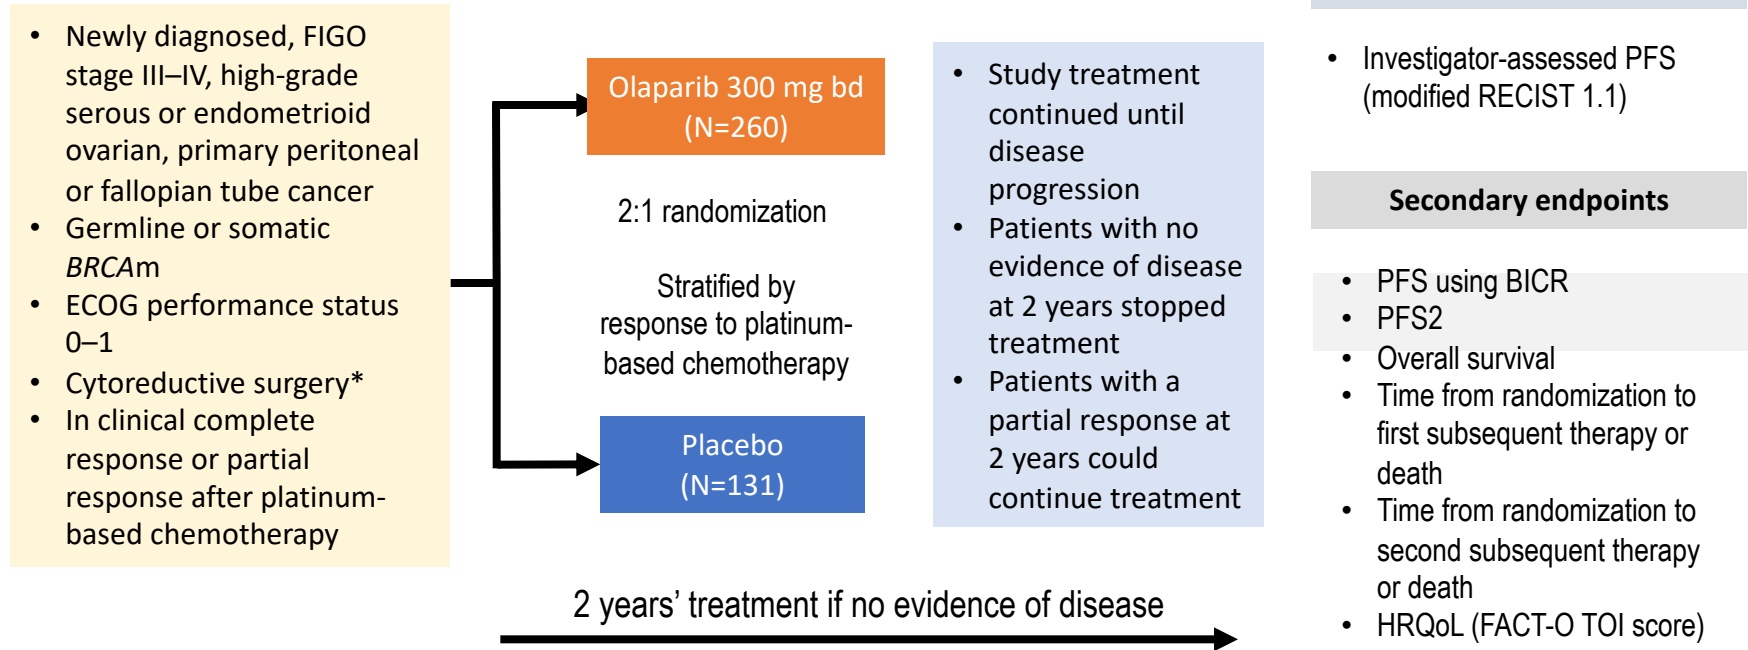 • Newly diagnosed, FIGO
stage III–IV, high-grade
serous or endometrioid
ovarian, primary peritoneal
or fallopian tube cancer
• Germline or somatic
BRCAm
• ECOG performance status
0–1
• Cytoreductive surgery*
• In clinical complete
response or partial
response after platinum-
based chemotherapy
Olaparib 300 mg bd
(N=260)
2:1 randomization
Stratified by
response to platinum-
based chemotherapy
Placebo
(N=131)
• Study treatment
continued until
disease
progression
• Patients with no
evidence of disease
at 2 years stopped
treatment
• Patients with a
partial response at
2 years could
continue treatment
2 years’ treatment if no evidence of disease
• Investigator-assessed PFS
(modified RECIST 1.1)
Secondary endpoints
• PFS using BICR
• PFS2
• Overall survival
• Time from randomization to
first subsequent therapy or
death
• Time from randomization to
second subsequent therapy
or death
• HRQoL (FACT-O TOI score)